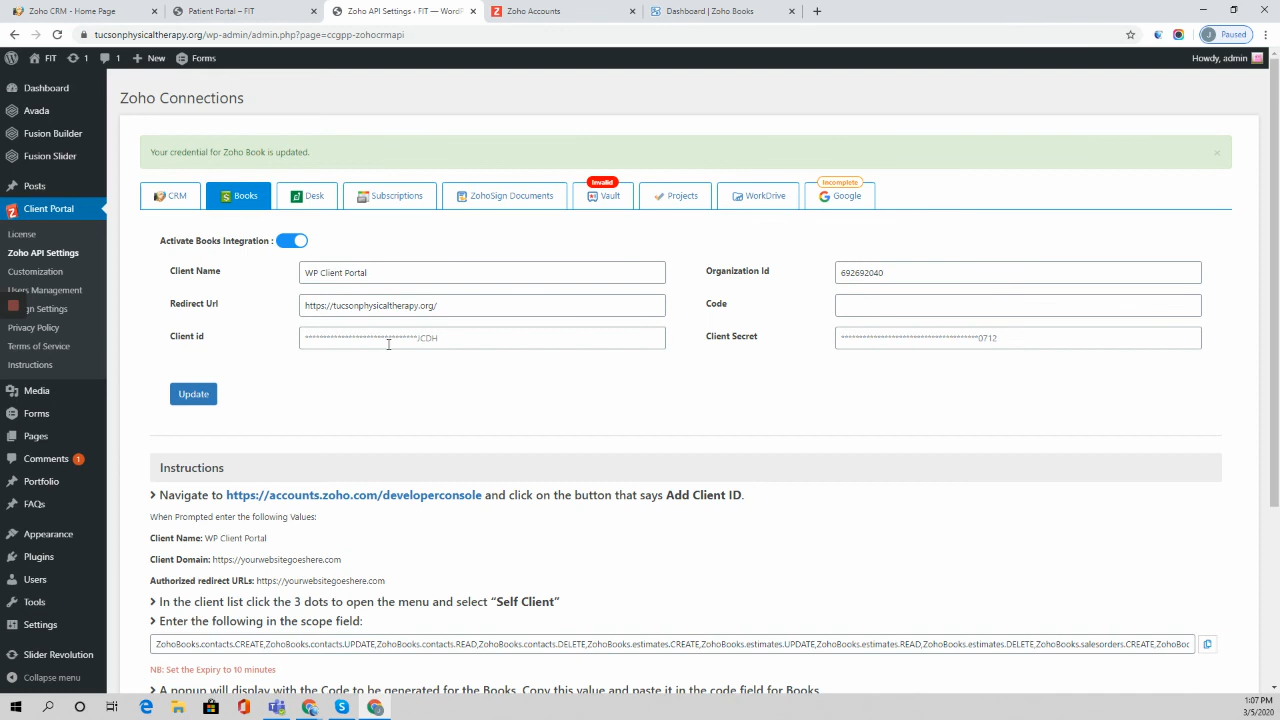 Zoho CRM - Home Page
Patient Portal – FIT
Zoho API Settings ‹ FIT — WordP
Zoho Accounts
Dashboard | Zoho Books
tucsonphysicaltherapy.org/wp-admin/admin.php?page=ccgpp-zohocrmapi
J Paused
FIT
1
1
New
Forms
Howdy, admin
Dashboard
Avada
Fusion Builder
Fusion Slider
Posts
Client Portal
License
Zoho API Settings
Customization
Users Management
gn Settings
Privacy Policy
Terms of Service
Instructions
Media
Forms
Pages
Comments 1
Portfolio
FAQs
Appearance
Plugins
Users
Tools
Settings
Slider Revolution
Collapse menu
Zoho Connections
Your credential for Zoho Book is updated.
×
Invalid
Incomplete
CRM
Books
Desk
Subscriptions
ZohoSign Documents
Vault
Projects
WorkDrive
Google
Activate Books Integration :
Client Name
WP Client Portal
Organization Id
692692040
Redirect Url
https://tucsonphysicaltherapy.org/
Code
Client id
Client Secret
Update
Instructions
Navigate to https://accounts.zoho.com/developerconsole and click on the button that says Add Client ID.
When Prompted enter the following Values:
Client Name: WP Client Portal
Client Domain: https://yourwebsitegoeshere.com
Authorized redirect URLs: https://yourwebsitegoeshere.com
In the client list click the 3 dots to open the menu and select “Self Client”
Enter the following in the scope field:
ZohoBooks.contacts.CREATE,ZohoBooks.contacts.UPDATE,ZohoBooks.contacts.READ,ZohoBooks.contacts.DELETE,ZohoBooks.estimates.CREATE,ZohoBooks.estimates.UPDATE,ZohoBooks.estimates.READ,ZohoBooks.estimates.DELETE,ZohoBooks.salesorders.CREATE,ZohoBoo
NB: Set the Expiry to 10 minutes
A popup will display with the Code to be generated for the Books. Copy this value and paste it in the code field for Books
1:07 PM
3/5/2020